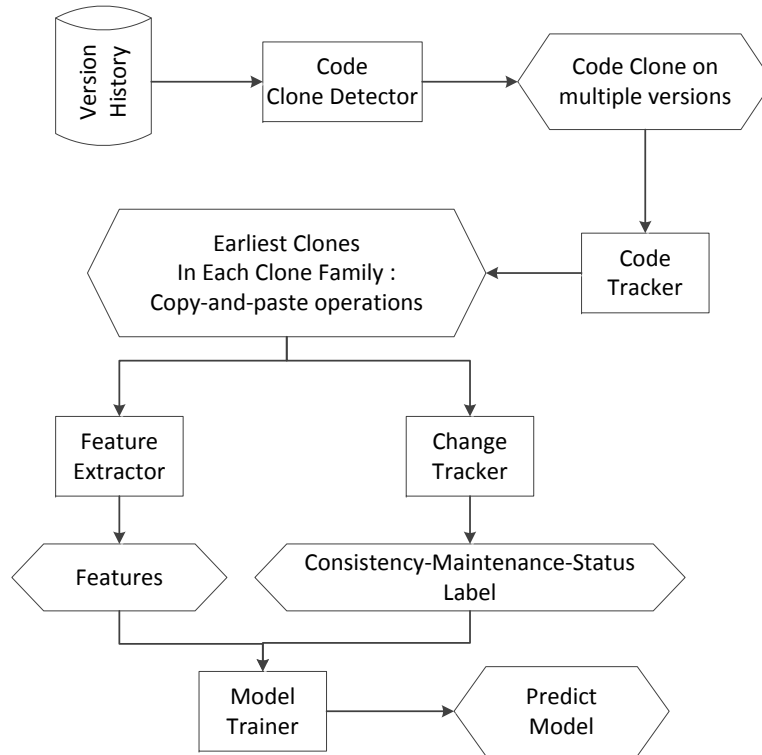 Version
History
Code
Clone Detector
Code Clone on
multiple versions
Code
Tracker
Earliest Clones
In Each Clone Family :
Copy-and-paste operations
Feature
Extractor
Change
Tracker
Features
Consistency-Maintenance-Status
Label
Model
Trainer
Predict
Model